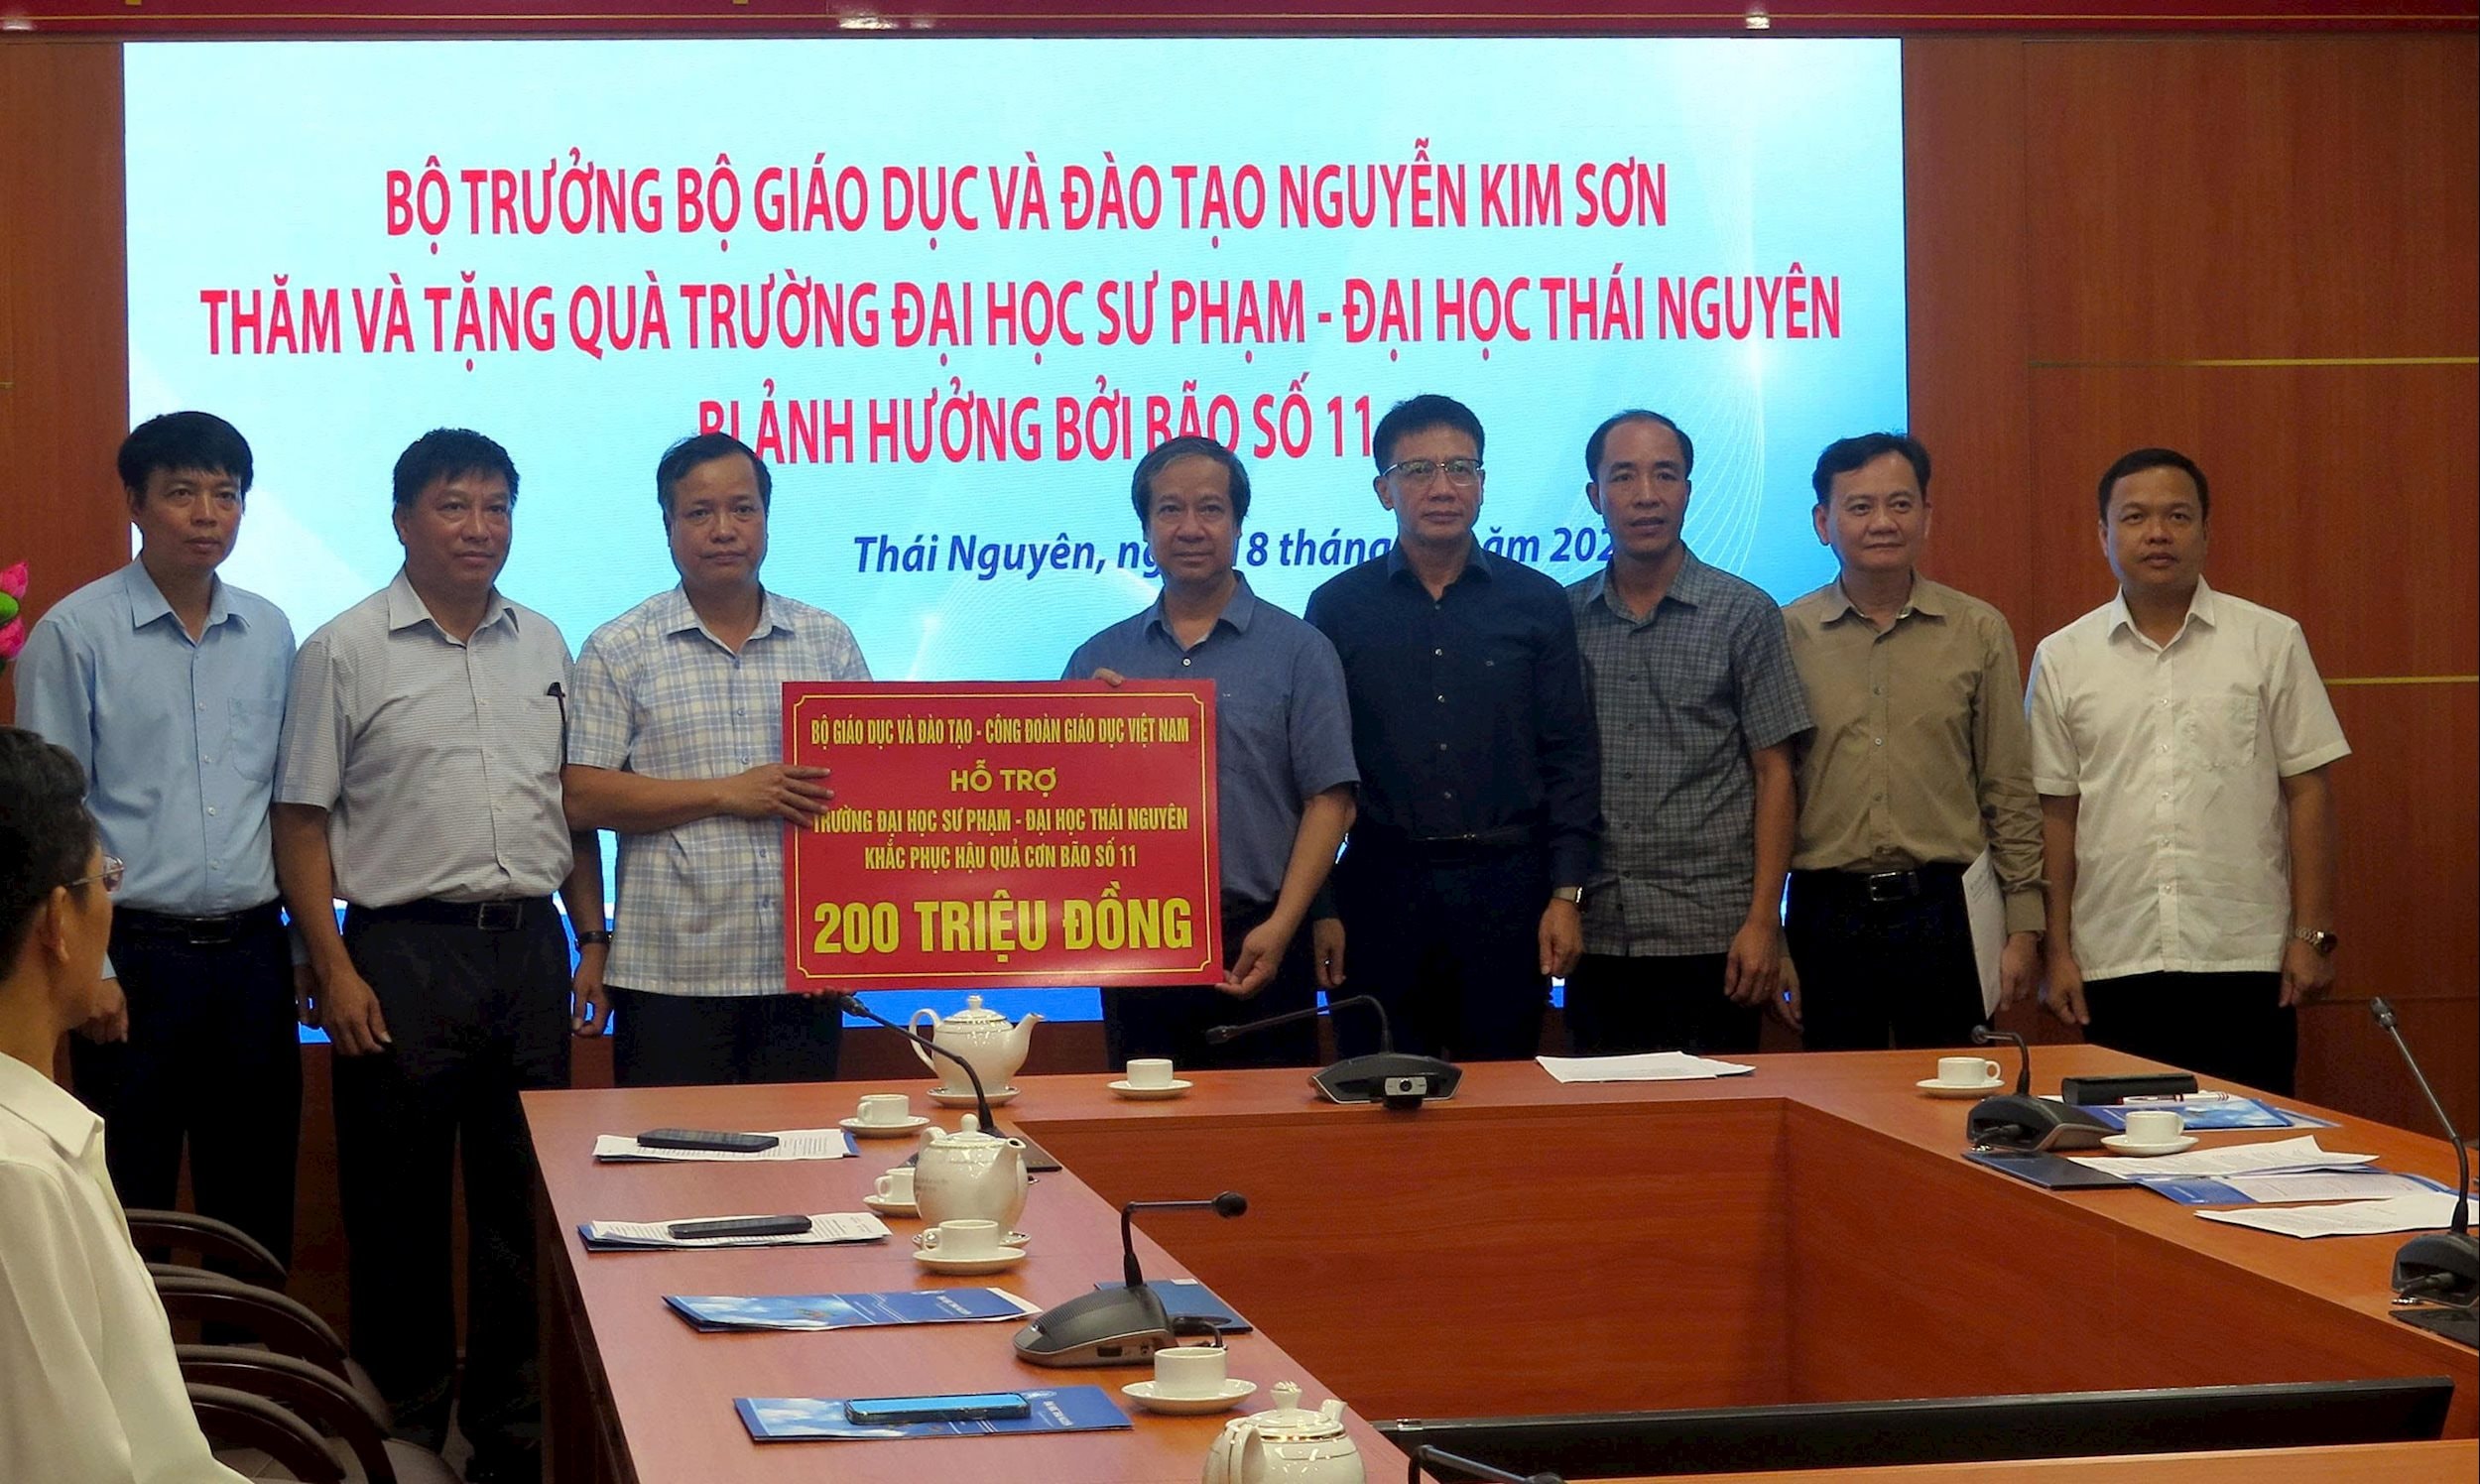 BỘ TRƯỞNG BỘ GIÁO DỤC VÀ ĐÀO TẠO NGUYỄN KIM SƠN
THĂM VÀ TẶNG QUÀ TRƯỜNG ĐẠI HỌC SƯ PHẠM - ĐẠI HỌC THÁI NGUYÊN
BỊ ẢNH HƯỞNG BỞI BÃO SỐ 11
Thái Nguyên, 8 tháng
BỘ GIÁO DỤC VÀ ĐÀO TẠO - CÔNG ĐOÀN GIÁO DỤC VIỆT NAM
HỖ TRỢ
TRƯỜNG ĐẠI HỌC SƯ PHẠM - ĐẠI HỌC THÁI NGUYÊN
KHẮC PHỤC HẬU QUẢ CƠN BÃO SỐ 11
200 TRIỆU ĐỒNG